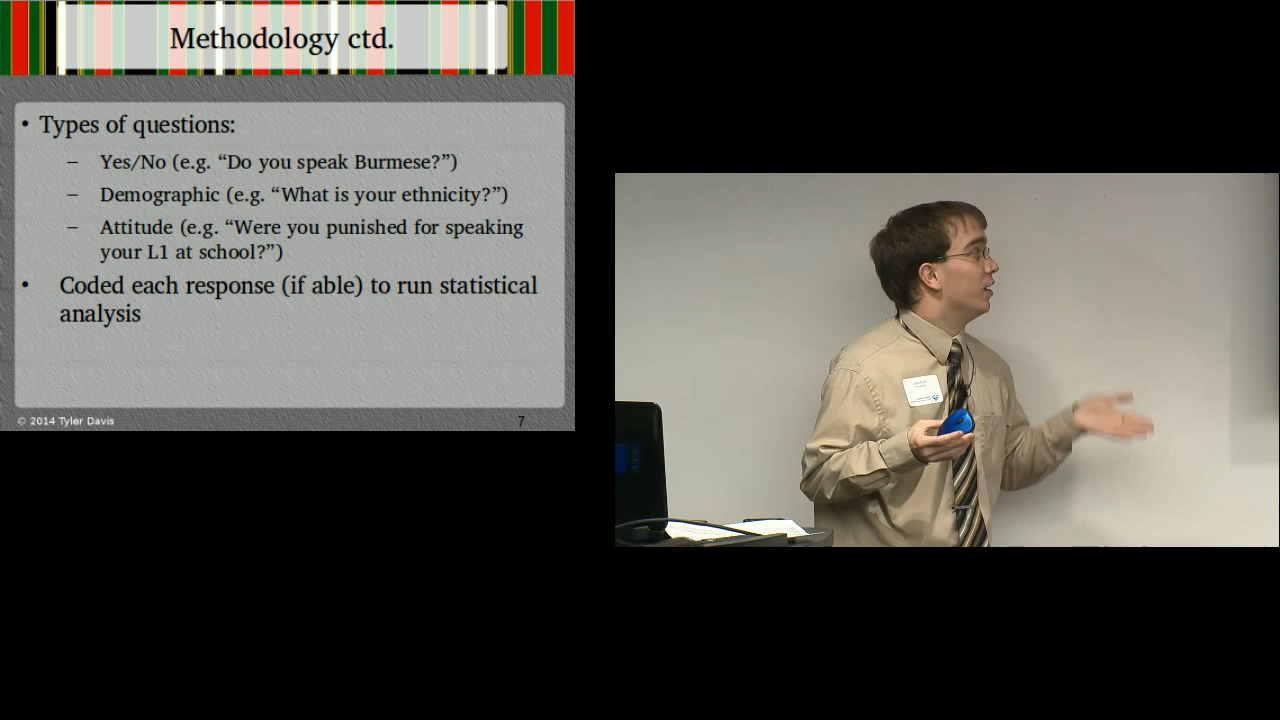 Methodology ctd.
• Types of questions:
– Yes/No (e.g. “Do you speak Burmese?”)
– Demographic (e.g. “What is your ethnicity?”)
– Attitude (e.g. “Were you punished for speaking
your L1 at school?”)
• Coded each response (if able) to run statistical
analysis
© 2014 Tyler Davis
7